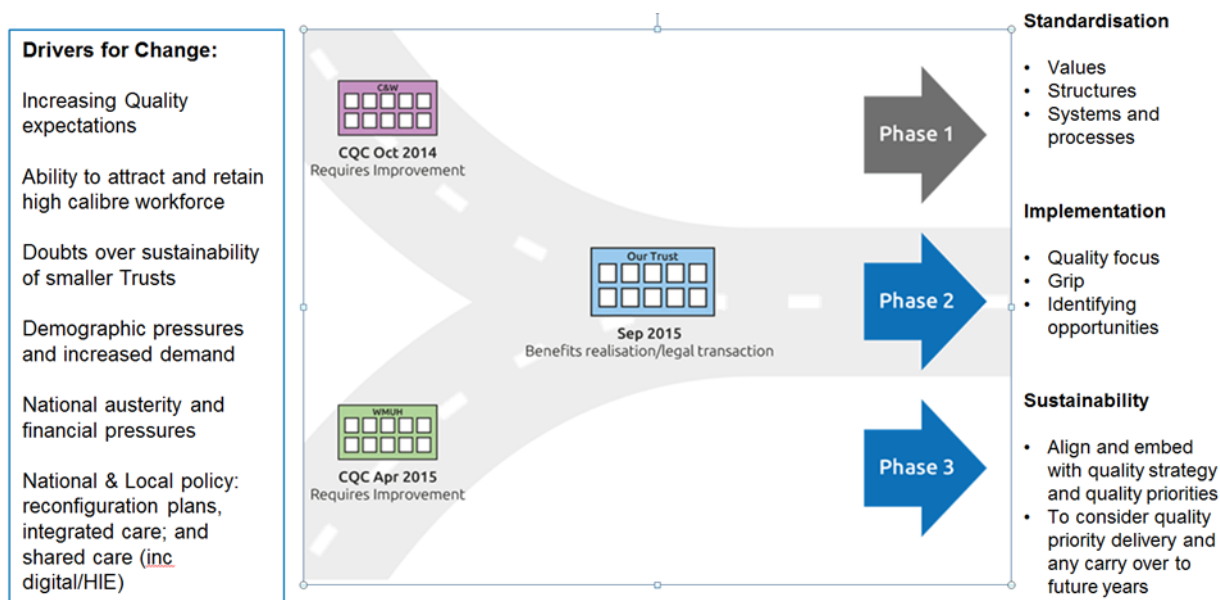 Drivers for Change:
Increasing Quality
expectations
Ability to attract and retain
high calibre workforce
Doubts over sustainability
of smaller Trusts
Demographic pressures
and increased demand
National austerity and
financial pressures
National & Local policy:
reconfiguration plans,
integrated care; and
shared care (inc
digital/HIE)
C&W
CQC Oct 2014
Requires Improvement
Our Trust
Sep 2015
Benefits realisation/legal transaction
WMUH
CQC Apr 2015
Requires Improvement
Phase 1
Phase 2
Phase 3
Standardisation
• Values
• Structures
• Systems and
processes
Implementation
• Quality focus
• Grip
• Identifying
opportunities
Sustainability
• Align and embed
with quality strategy
and quality priorities
• To consider quality
priority delivery and
any carry over to
future years